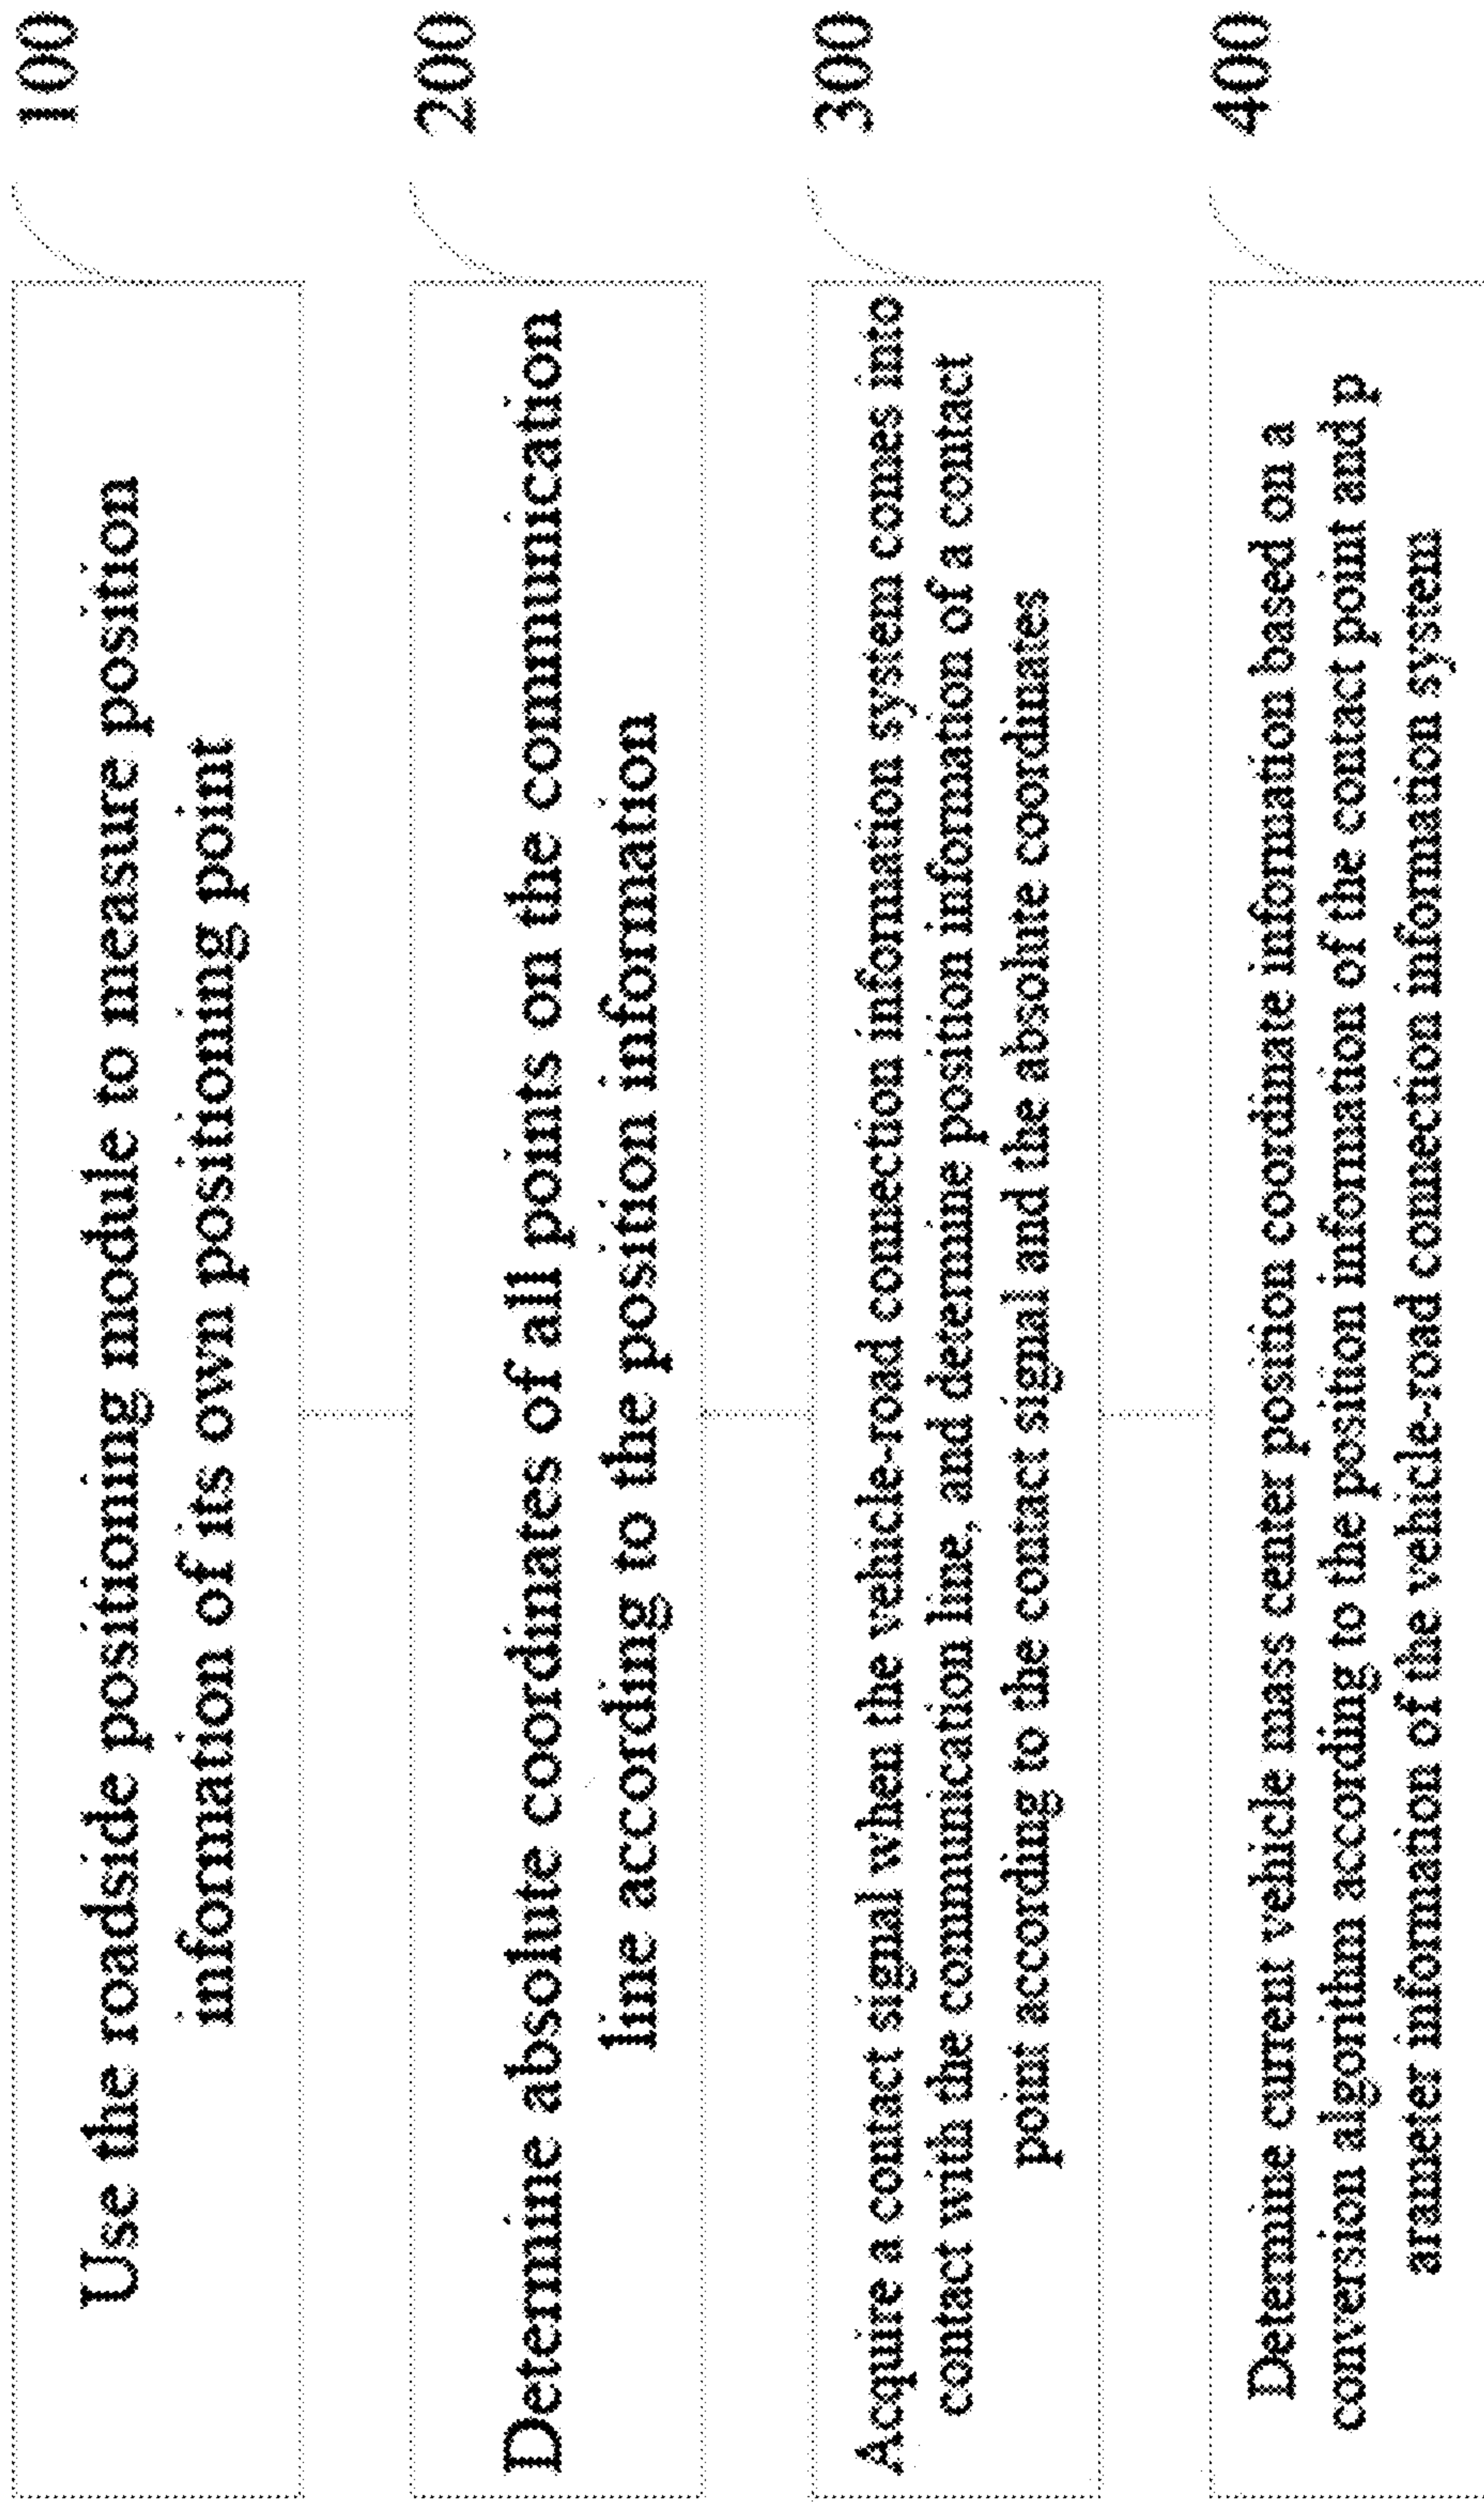 100
Use the roadside positioning module to measure position
information of its own positioning point
200
Determine absolute coordinates of all points on the communication
line according to the position information
300
Acquire a contact signal when the vehicle-road connection information system comes into
contact with the communication line, and determine position information of a contact
point according to the contact signal and the absolute coordinates
400
Determine current vehicle mass center position coordinate information based on a
conversion algorithm according to the position information of the contact point and p
arameter information of the vehicle-road connection information system